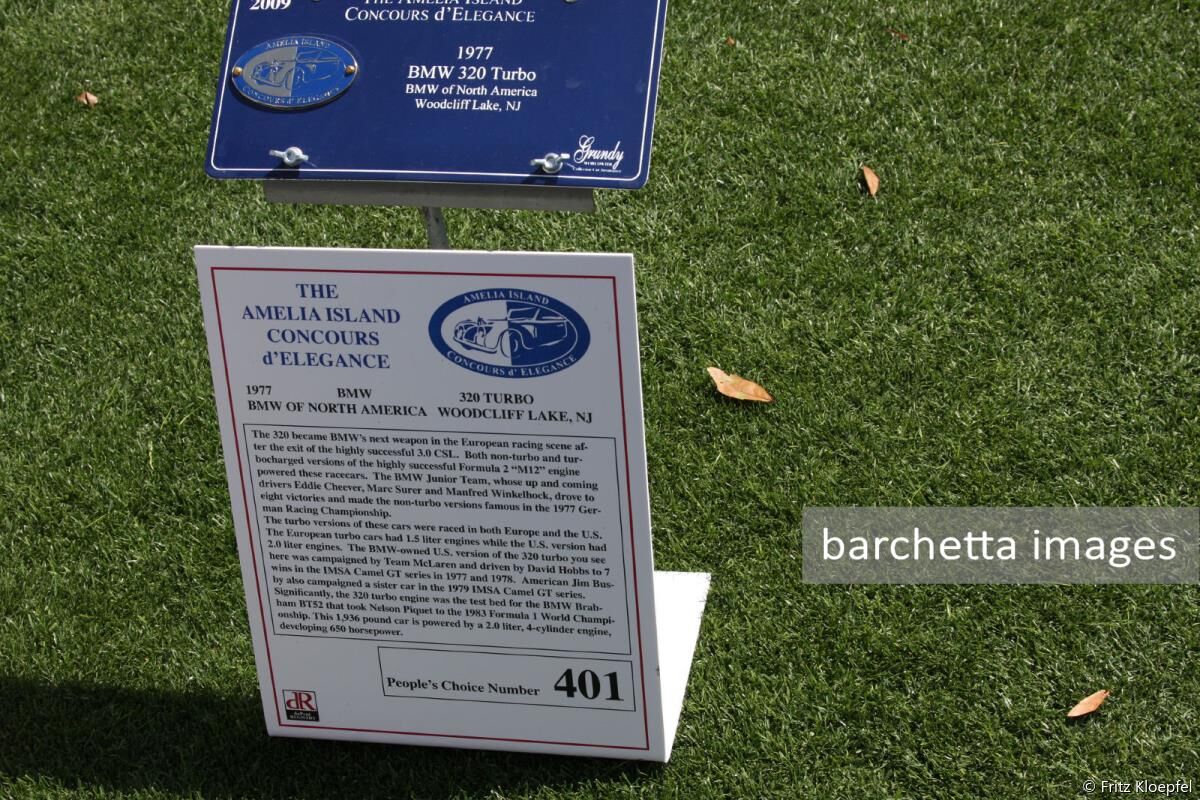 2009
THE AMELIA ISLAND
CONCOURS d'ELEGANCE
AMELIA ISLAND
CONCOURS d'ELEGANCE
1977
BMW 320 Turbo
BMW of North America
Woodcliff Lake, NJ
Grundy
THE
AMELIA ISLAND
CONCOURS
d'ELEGANCE
AMELIA ISLAND
CONCOURS d' ELEGANCE
1977 BMW 320 TURBO
BMW OF NORTH AMERICA WOODCLIFF LAKE, NJ
The 320 became BMW's next weapon in the European racing scene af-
ter the exit of the highly successful 3.0 CSL. Both non-turbo and tur-
bocharged versions of the highly successful Formula 2 "M12" engine
powered these racecars. The BMW Junior Team, whose up and coming
drivers Eddie Cheever, Marc Surer and Manfred Winkelhock, drove to
eight victories and made the non-turbo versions famous in the 1977 Ger-
man Racing Championship.
The turbo versions of these cars were raced in both Europe and the U.S.
The European turbo cars had 1.5 liter engines while the U.S. version had
2.0 liter engines. The BMW-owned U.S. version of the 320 turbo you see
here was campaigned by Team McLaren and driven by David Hobbs to 7
wins in the IMSA Camel GT series in 1977 and 1978. American Jim Bus-
by also campaigned a sister car in the 1979 IMSA Camel GT series.
Significantly, the 320 turbo engine was the test bed for the BMW Brab-
ham BT52 that took Nelson Piquet to the 1983 Formula 1 World Champi-
onship. This 1,936 pound car is powered by a 2.0 liter, 4-cylinder engine,
developing 650 horsepower.
People's Choice Number 401
dR
barchetta images
© Fritz Kloepfel